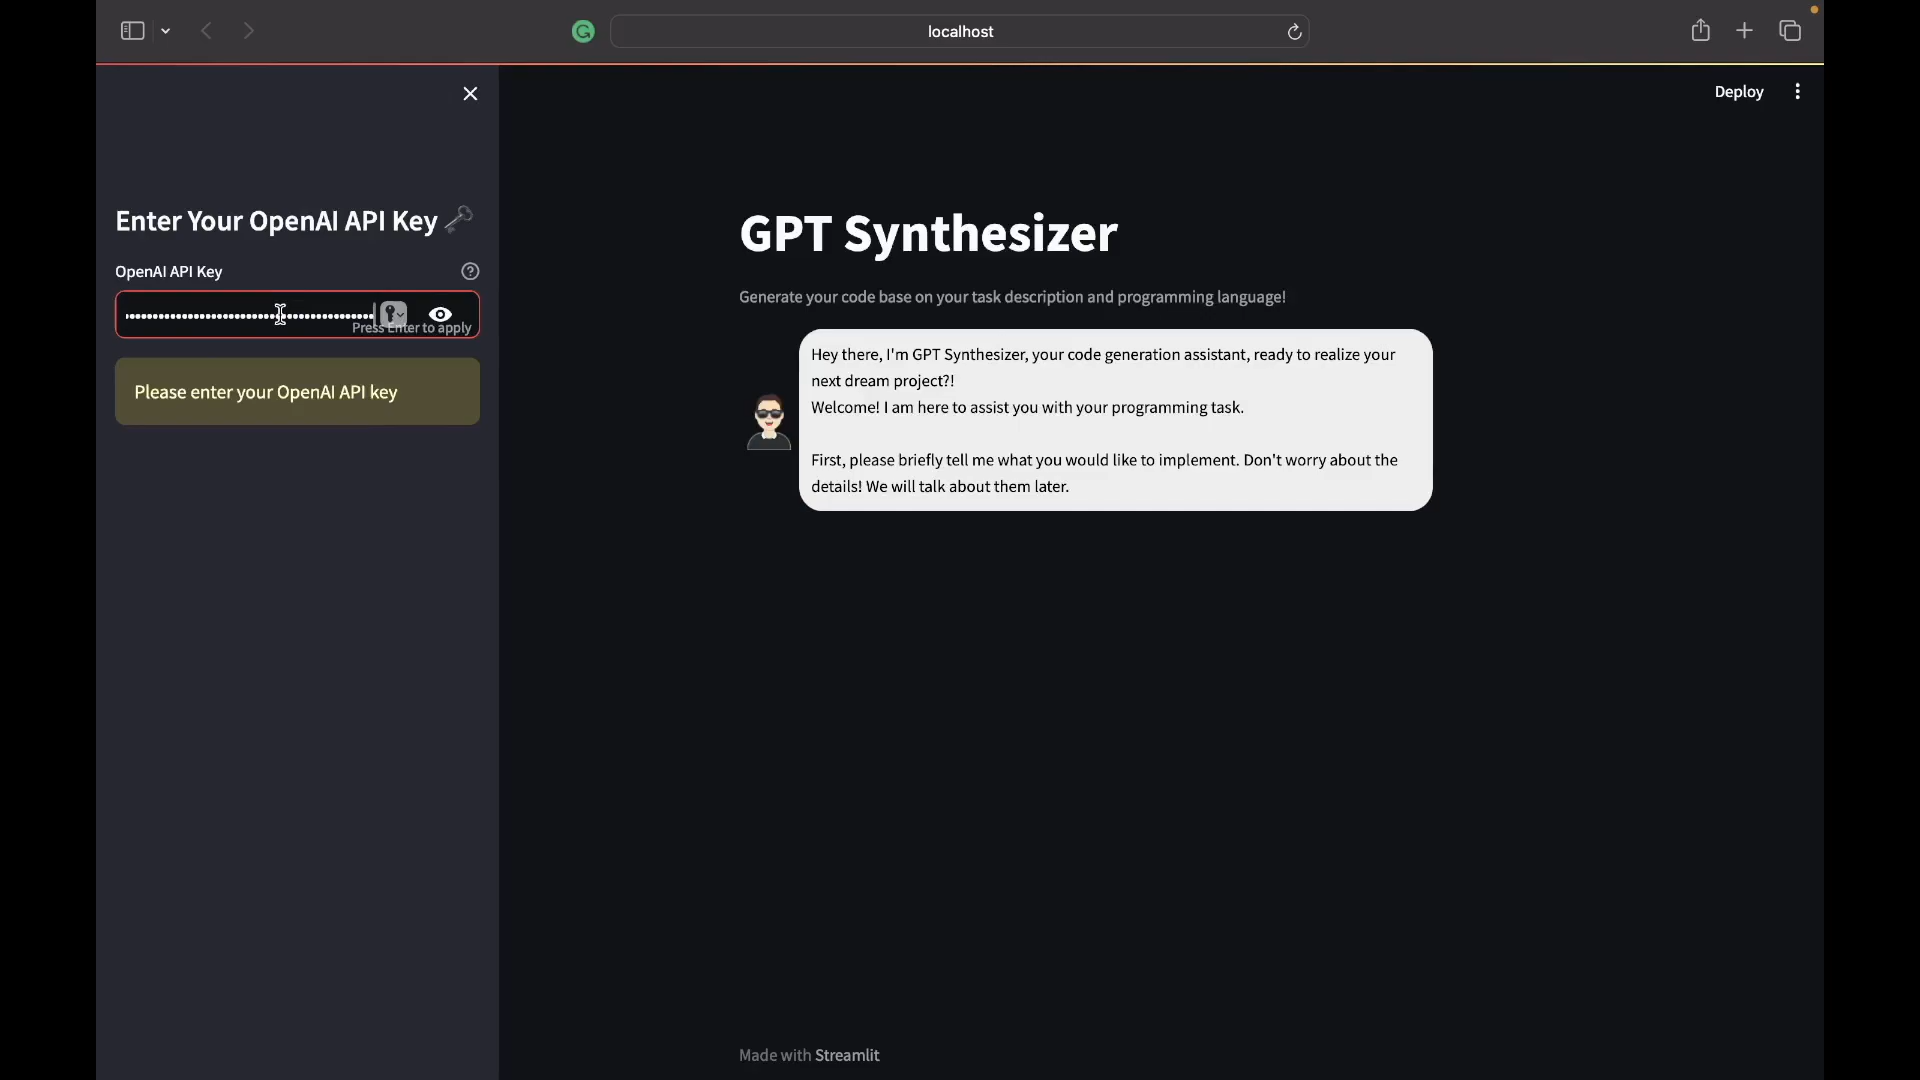 localhost
Deploy
Enter Your OpenAI API Key
OpenAI API Key
Press Enter to apply
Please enter your OpenAI API key
GPT Synthesizer
Generate your code base on your task description and programming language!
Hey there, I'm GPT Synthesizer, your code generation assistant, ready to realize your
next dream project?!
Welcome! I am here to assist you with your programming task.
First, please briefly tell me what you would like to implement. Don't worry about the
details! We will talk about them later.
Made with Streamlit